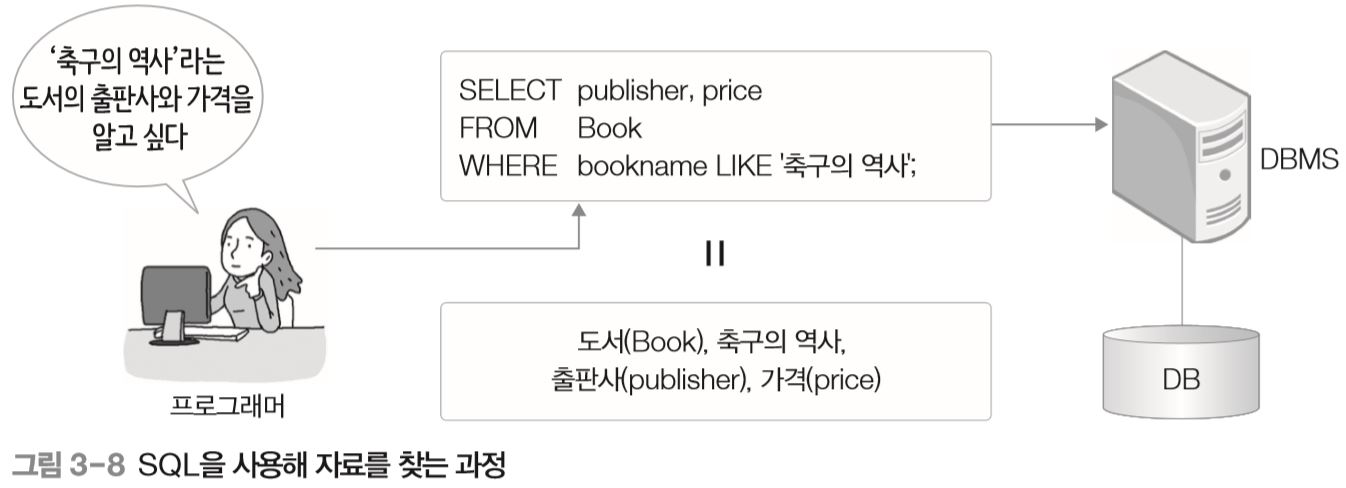 '축구의 역사'라는
도서의 출판사와 가격을
알고 싶다
프로그래머
SELECT publisher, price
FROM Book
WHERE bookname LIKE '축구의 역사';
=
도서(Book), 축구의 역사,
출판사(publisher), 가격(price)
DBMS
DB
그림 3-8 SQL을 사용해 자료를 찾는 과정